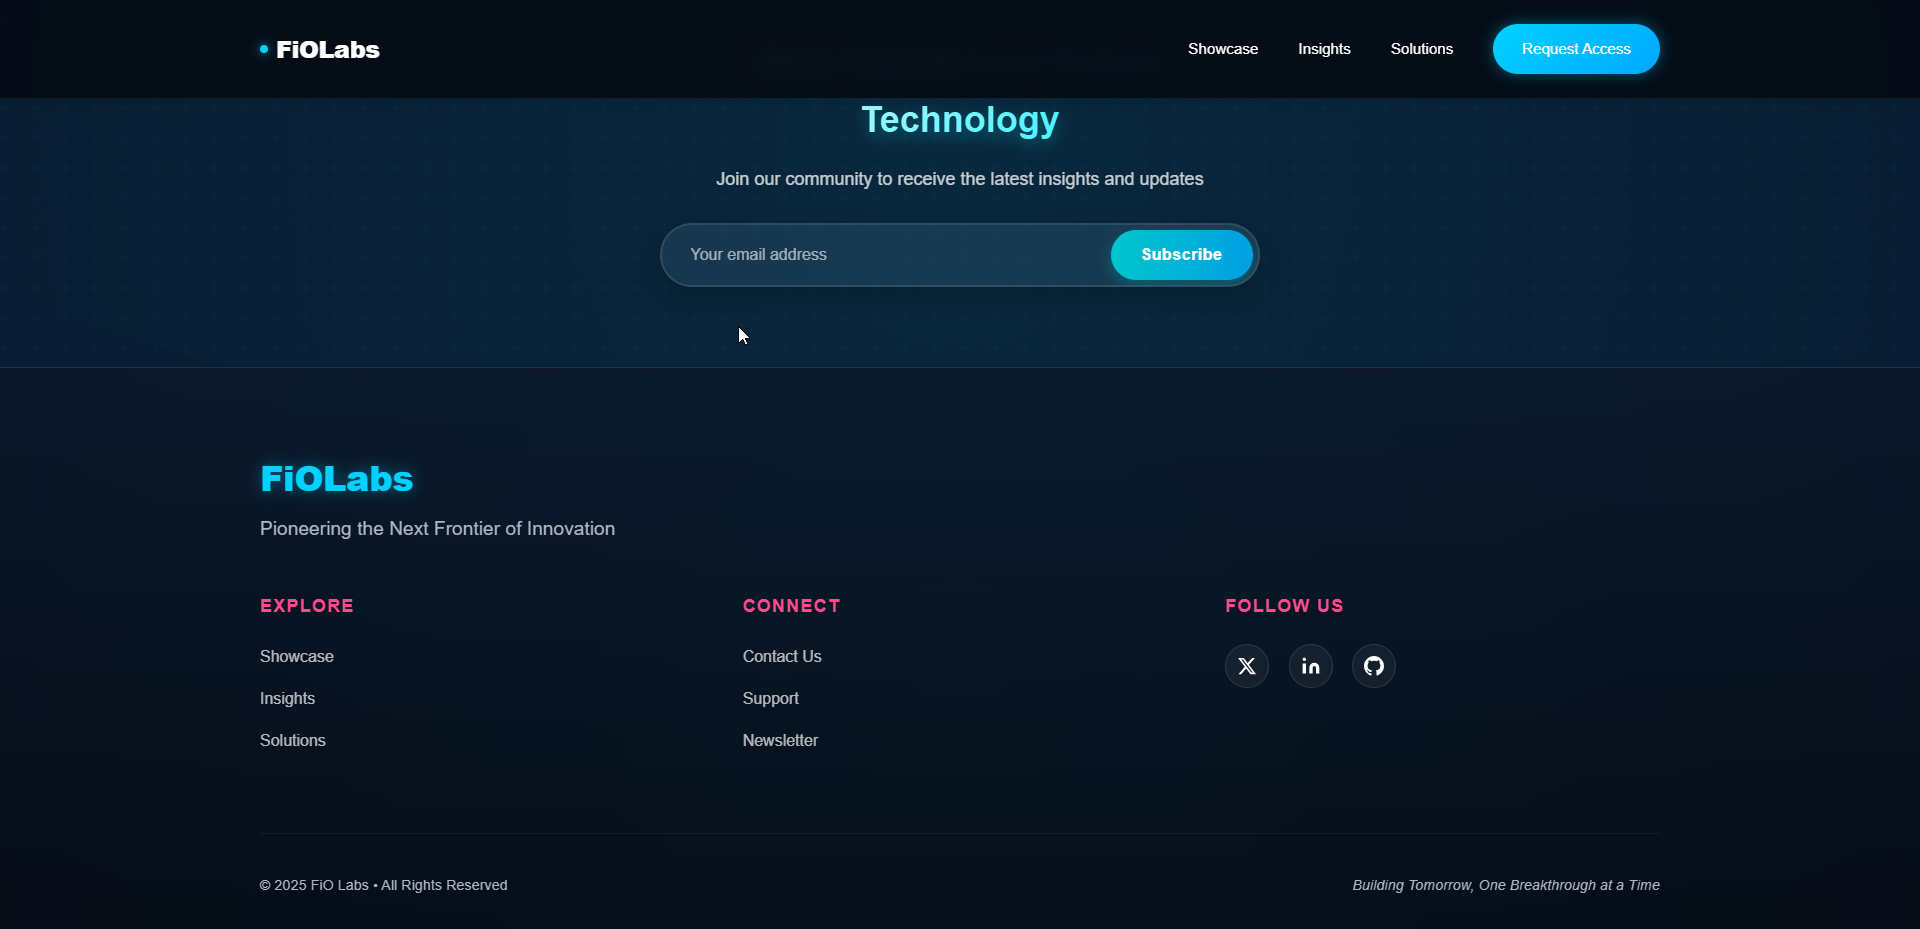 FiOLabs
Showcase
Insights
Solutions
Request Access
Technology
Join our community to receive the latest insights and updates
Your email address
Subscribe
FiOLabs
Pioneering the Next Frontier of Innovation
EXPLORE
Showcase
Insights
Solutions
CONNECT
Contact Us
Support
Newsletter
FOLLOW US
© 2025 FiO Labs • All Rights Reserved
Building Tomorrow, One Breakthrough at a Time